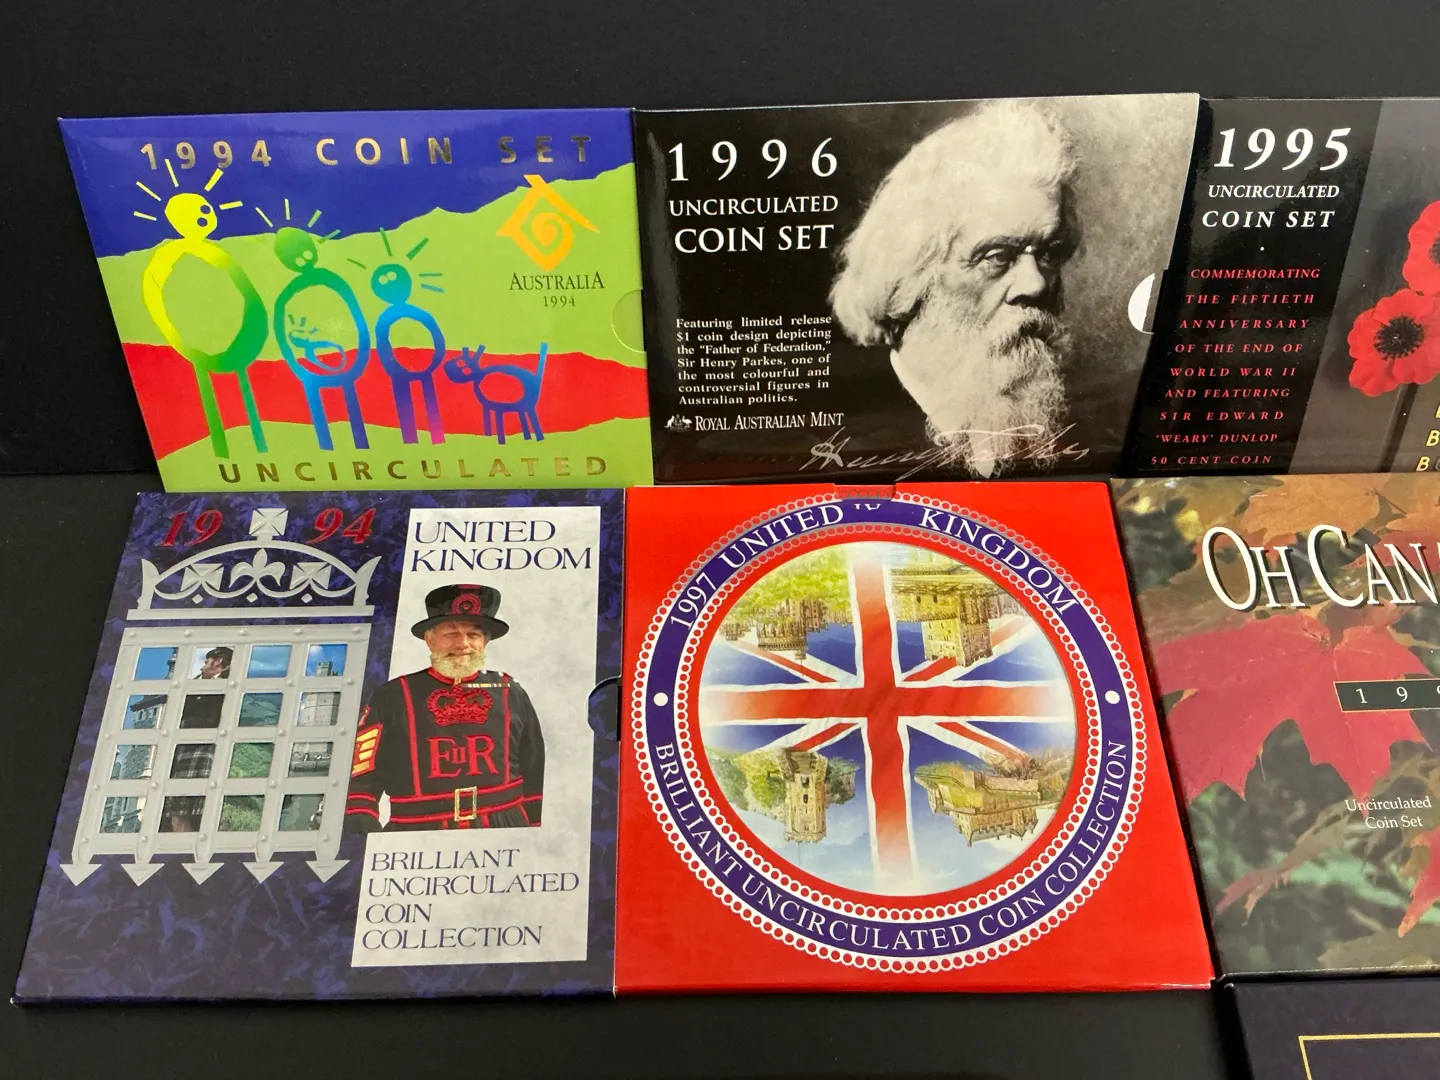 1994 COIN SET
AUSTRALIA
1994
UNCIRCULATED
1996
UNCIRCULATED
COIN SET
Featuring limited release
$1 coin design depicting
the "Father of Federation,"
Sir Henry Parkes, one of
the most colourful and
controversial figures in
Australian politics.
ROYAL AUSTRALIAN MINT
Henry Parkes
1995
UNCIRCULATED
COIN SET
COMMEMORATING
THE FIFTIETH
ANNIVERSARY
OF THE END OF
WORLD WAR II
AND FEATURING
SIR EDWARD
'WEARY' DUNLOP
50 CENT COIN
1994
UNITED
KINGDOM
EIIR
BRILLIANT
UNCIRCULATED
COIN
COLLECTION
1997 UNITED KINGDOM
BRILLIANT UNCIRCULATED COIN COLLECTION
OH CAN
Uncirculated
Coin Set